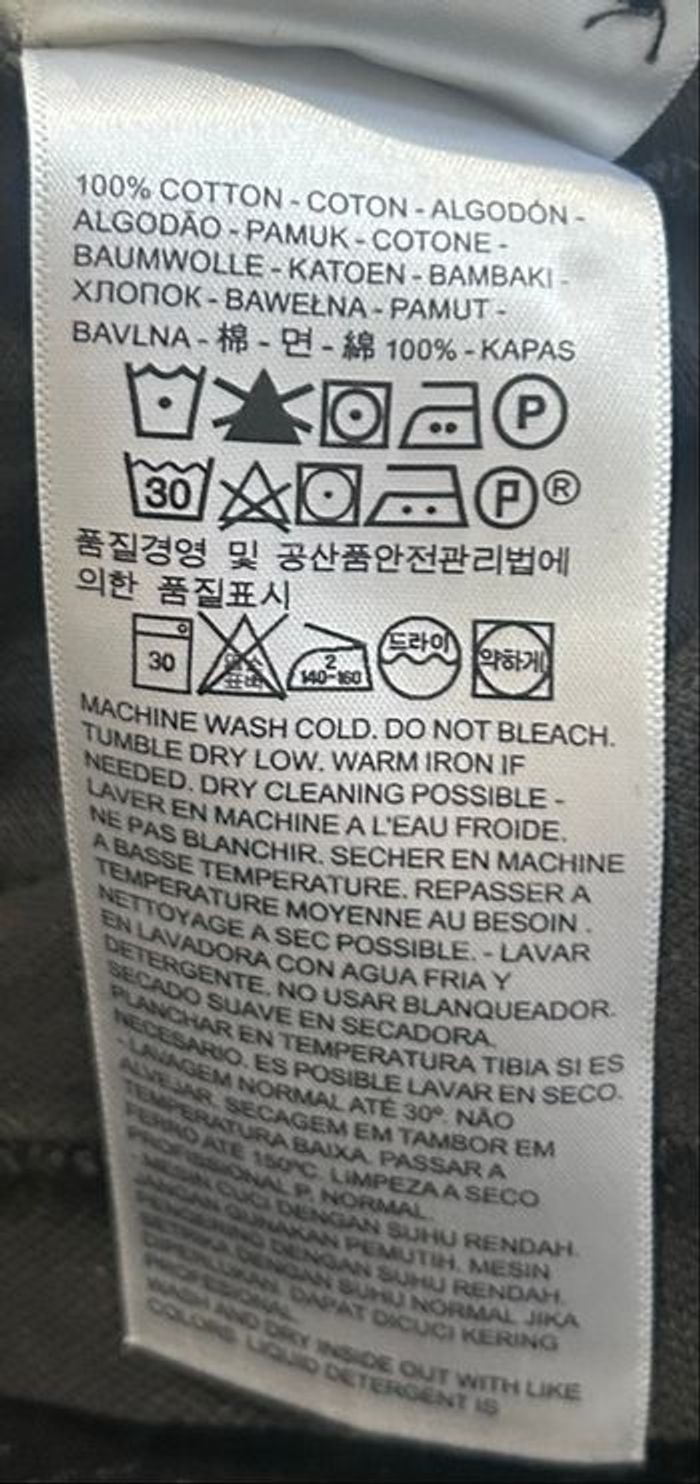 100% COTTON - COTON - ALGODÓN -
ALGODÃO - PAMUK - COTONE -
BAUMWOLLE - KATOEN - BAMBAKI -
ХЛОПОК - BAWEŁNA - PAMUT -
BAVLNA - 棉 - 면 - 綿 100% - KAPAS
P
30 P ®
품질경영 및 공산품안전관리법에
의한 품질표시
30 염소 표백 2 140-160 드라이 약하게
MACHINE WASH COLD. DO NOT BLEACH.
TUMBLE DRY LOW. WARM IRON IF
NEEDED. DRY CLEANING POSSIBLE -
LAVER EN MACHINE A L'EAU FROIDE.
NE PAS BLANCHIR. SECHER EN MACHINE
A BASSE TEMPERATURE. REPASSER A
TEMPERATURE MOYENNE AU BESOIN .
NETTOYAGE A SEC POSSIBLE. - LAVAR
EN LAVADORA CON AGUA FRIA Y
DETERGENTE. NO USAR BLANQUEADOR.
SECADO SUAVE EN SECADORA.
PLANCHAR EN TEMPERATURA TIBIA SI ES
NECESARIO. ES POSIBLE LAVAR EN SECO.
- LAVAGEM NORMAL ATÉ 30º. NÃO
ALVEJAR. SECAGEM EM TAMBOR EM
TEMPERATURA BAIXA. PASSAR A
FERRO ATÉ 150ºC. LIMPEZA A SECO
PROFISSIONAL P. NORMAL.
- MESIN CUCI DENGAN SUHU RENDAH.
JANGAN GUNAKAN PEMUTIH. MESIN
PENGERING DENGAN SUHU RENDAH.
SETRIKA DENGAN SUHU NORMAL JIKA
DIPERLUKAN. DAPAT DICUCI KERING
PROFESIONAL.
WASH AND DRY INSIDE OUT WITH LIKE
COLORS. LIQUID DETERGENT IS